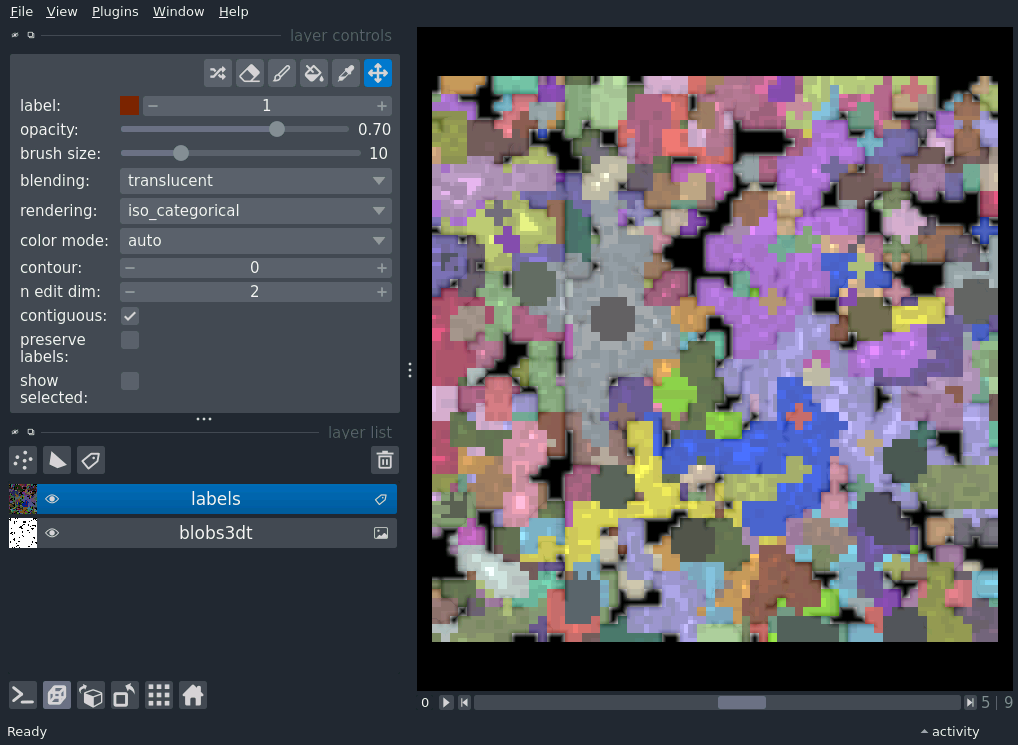 File View Plugins Window Help
layer controls
label: 1
opacity: 0.70
brush size: 10
blending: translucent
rendering: iso_categorical
color mode: auto
contour: 0
n edit dim: 2
contiguous:
preserve
labels:
show
selected:
layer list
labels
blobs3dt
0 5 | 9
Ready activity